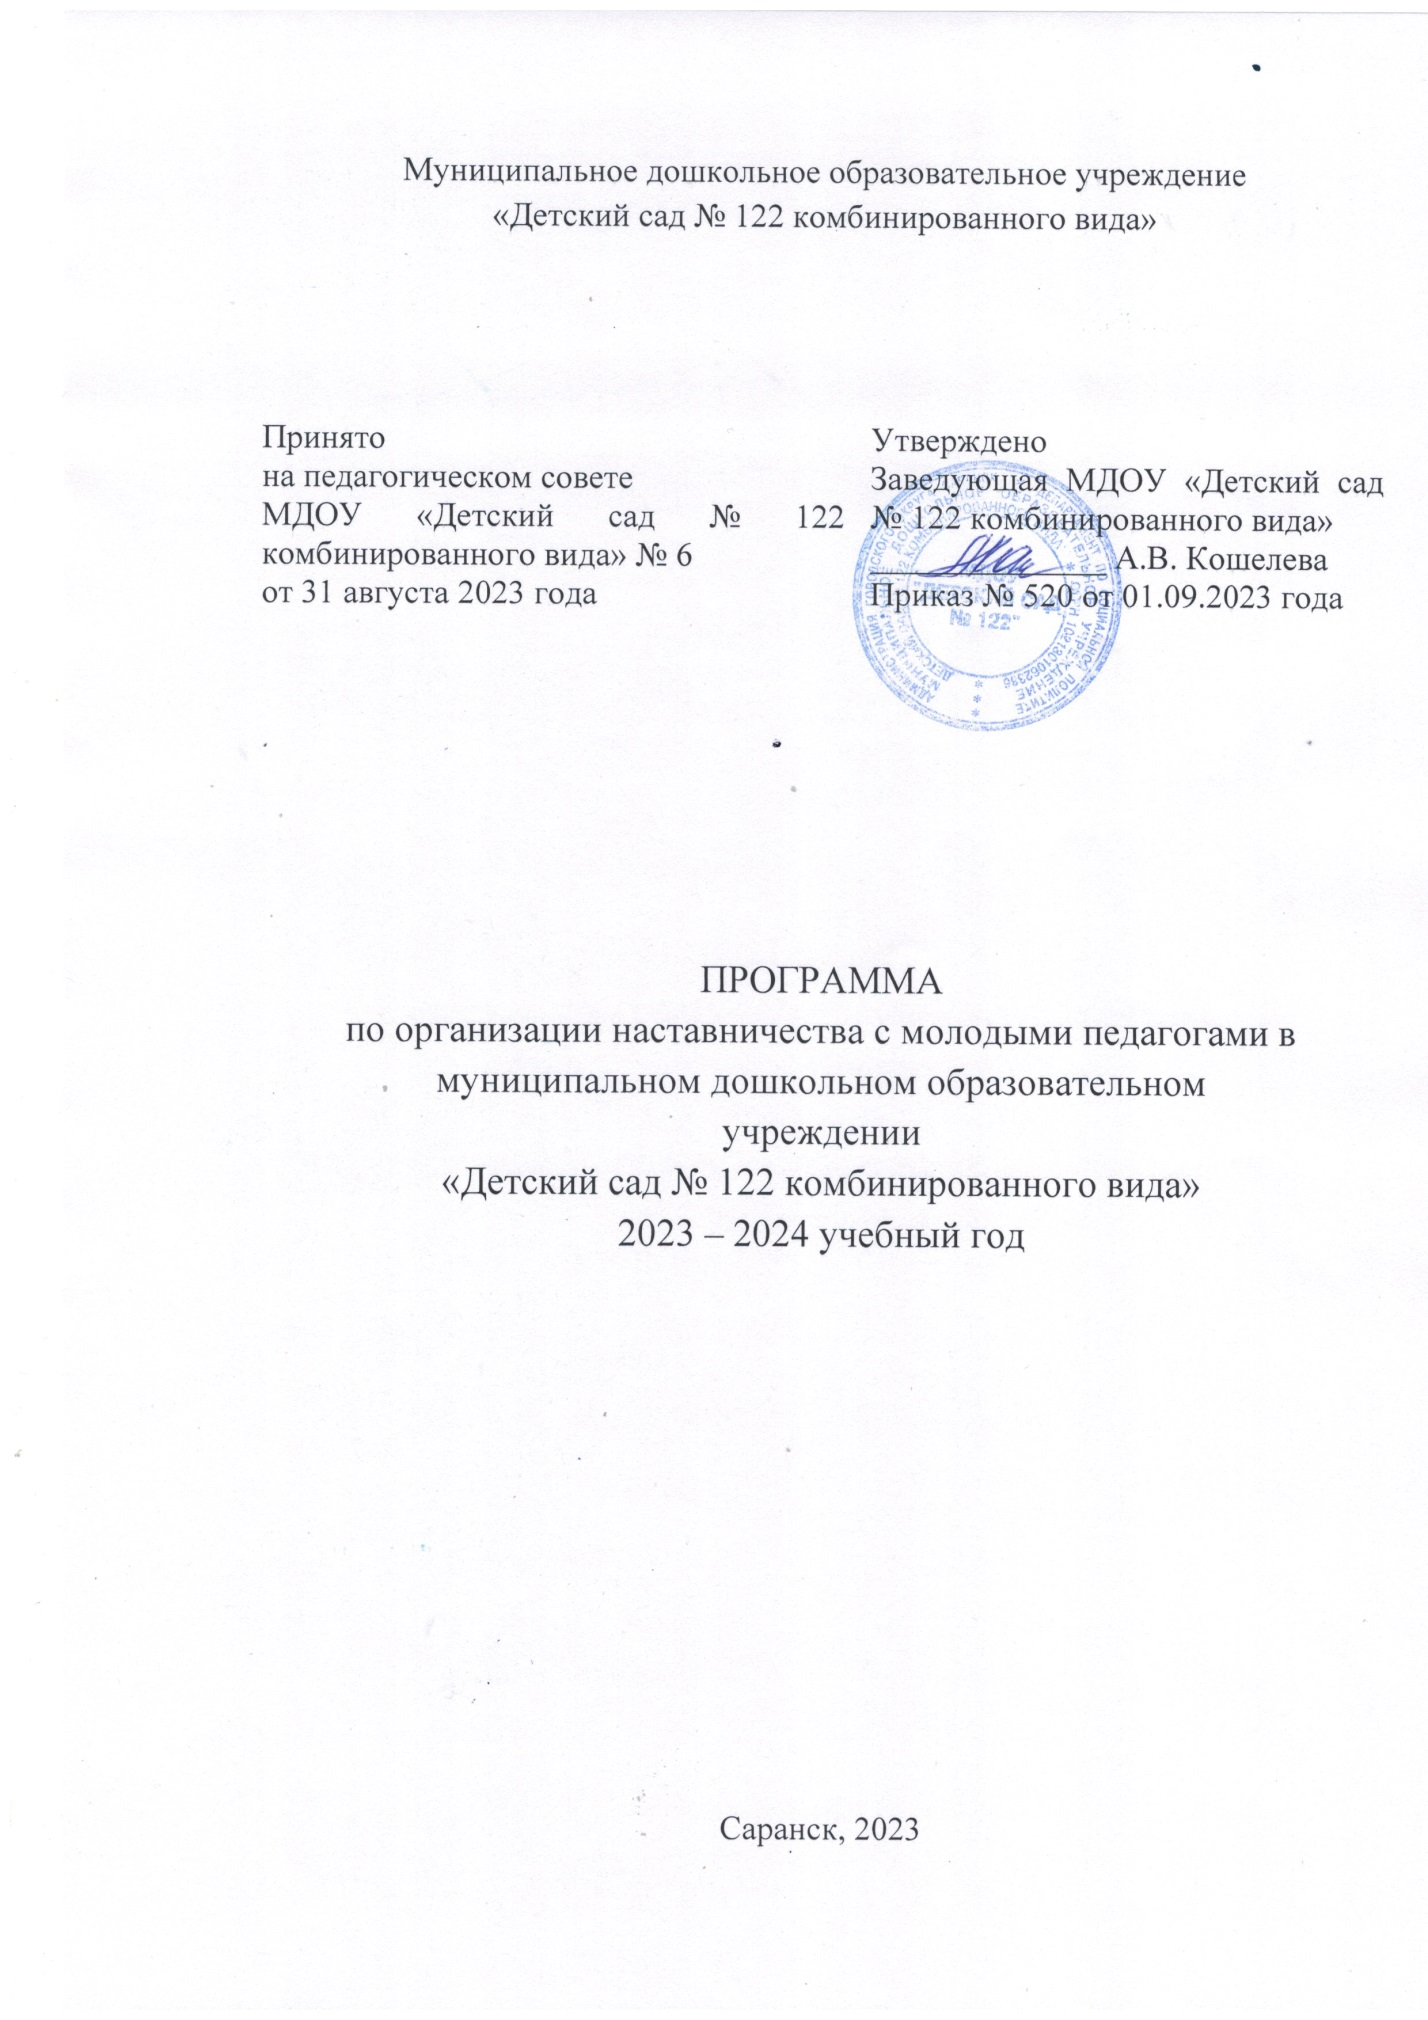 Муниципальное дошкольное образовательное учреждение
«Детский сад № 122 комбинированного вида»
Принято
на педагогическом совете
МДОУ «Детский сад № 122
комбинированного вида» № 6
от 31 августа 2023 года
Утверждено
Заведующая МДОУ «Детский сад
№ 122 комбинированного вида»
А.В. Кошелева
Приказ № 520 от 01.09.2023 года
№ 122"
ПРОГРАММА
по организации наставничества с молодыми педагогами в
муниципальном дошкольном образовательном
учреждении
«Детский сад № 122 комбинированного вида»
2023 – 2024 учебный год
Саранск, 2023